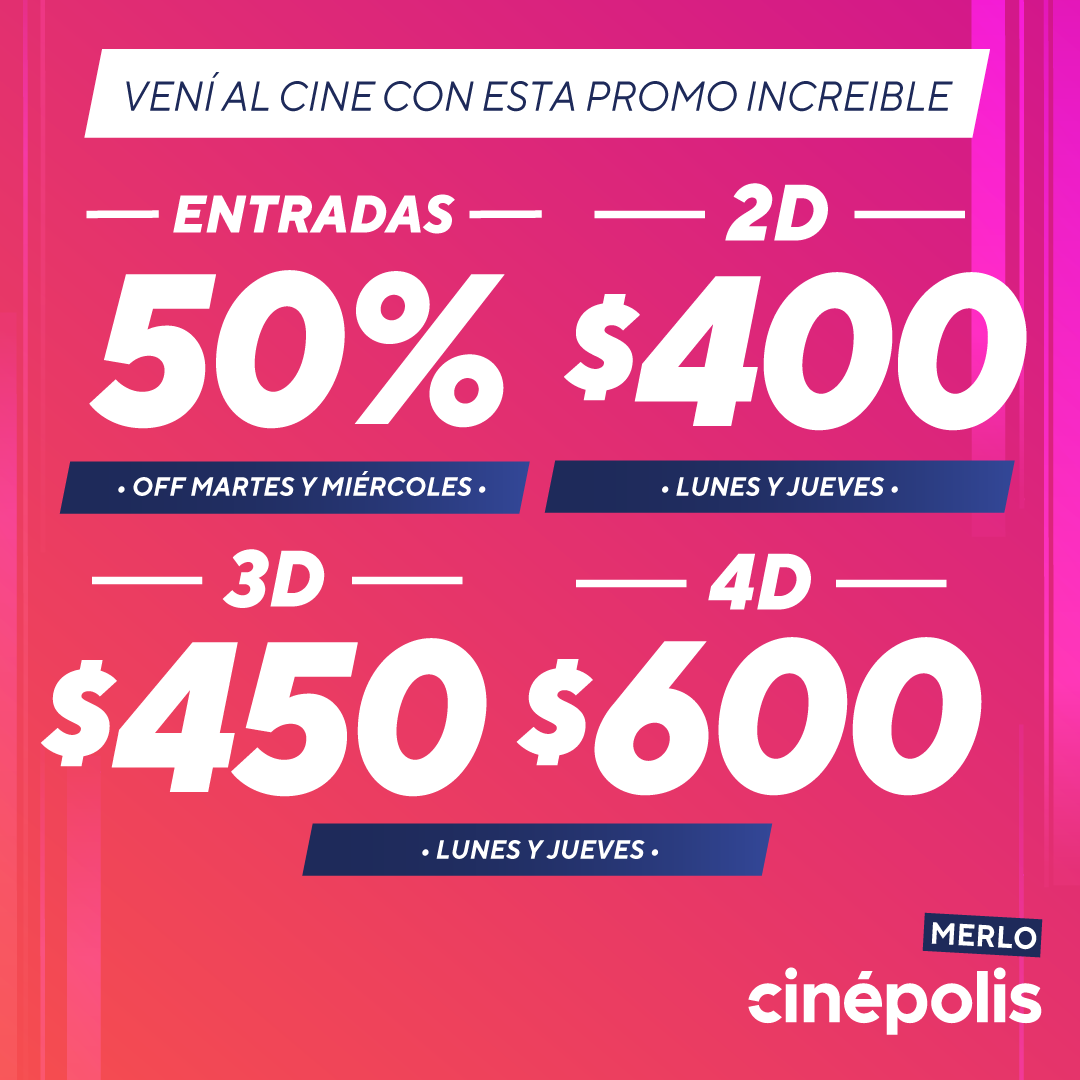 VENÍ AL CINE CON ESTA PROMO INCREIBLE
ENTRADAS
50%
• OFF MARTES Y MIÉRCOLES •
2D
$400
• LUNES Y JUEVES •
3D
$450
4D
$600
• LUNES Y JUEVES •
MERLO
cinépolis